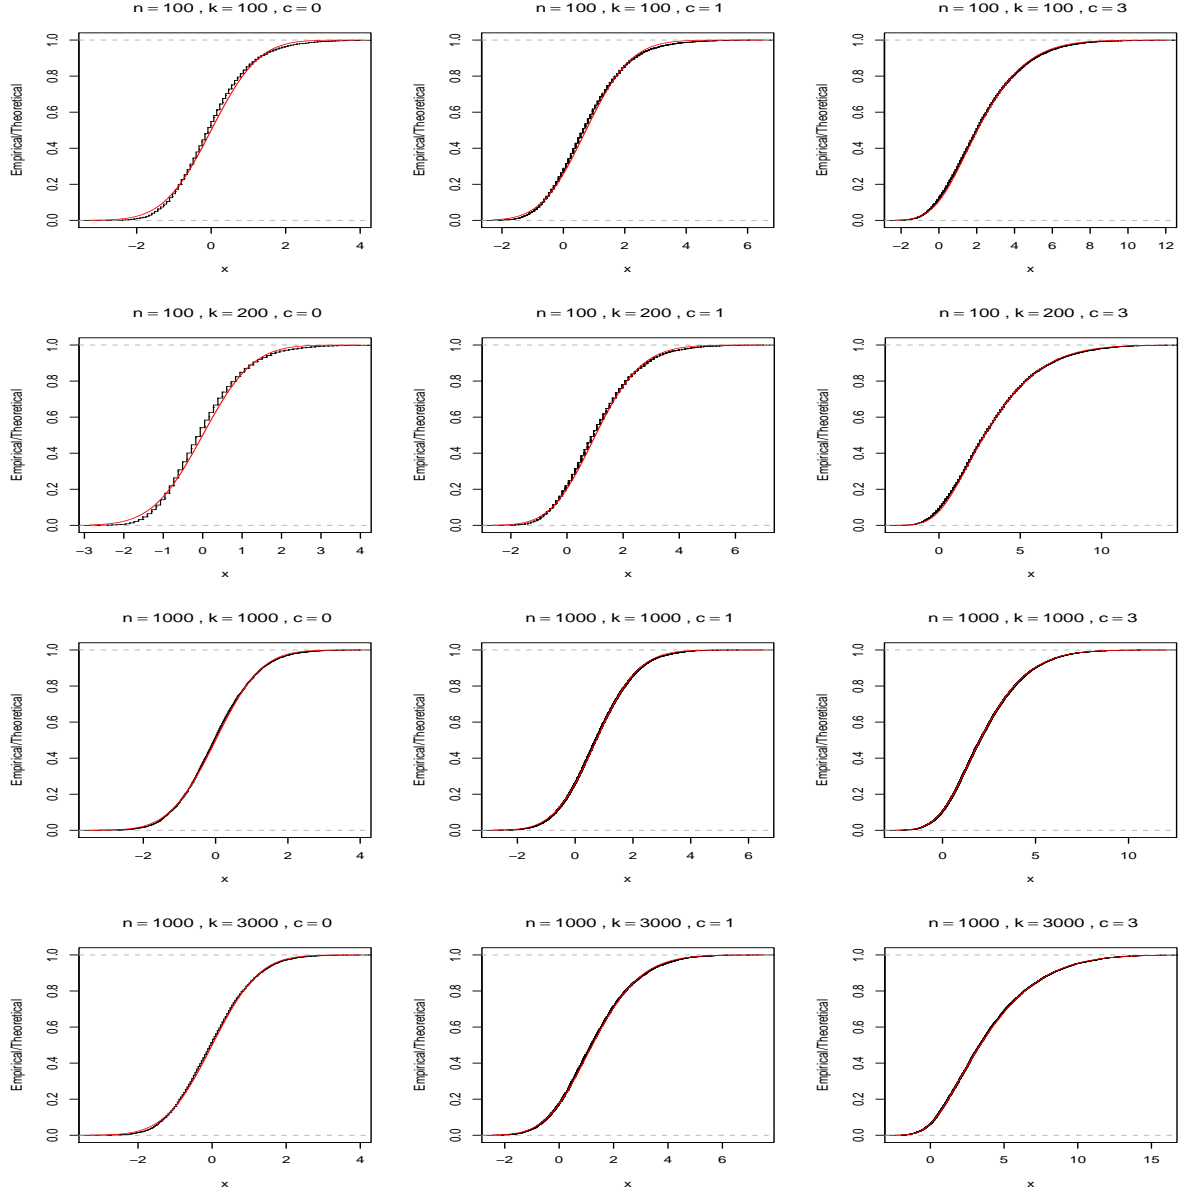 n = 100 , k = 100 , c = 0
Empirical/Theoretical
0.0 0.2 0.4 0.6 0.8 1.0
−2 0 2 4
x
n = 100 , k = 100 , c = 1
Empirical/Theoretical
0.0 0.2 0.4 0.6 0.8 1.0
−2 0 2 4 6
x
n = 100 , k = 100 , c = 3
Empirical/Theoretical
0.0 0.2 0.4 0.6 0.8 1.0
−2 0 2 4 6 8 10 12
x
n = 100 , k = 200 , c = 0
Empirical/Theoretical
0.0 0.2 0.4 0.6 0.8 1.0
−3 −2 −1 0 1 2 3 4
x
n = 100 , k = 200 , c = 1
Empirical/Theoretical
0.0 0.2 0.4 0.6 0.8 1.0
−2 0 2 4 6
x
n = 100 , k = 200 , c = 3
Empirical/Theoretical
0.0 0.2 0.4 0.6 0.8 1.0
0 5 10
x
n = 1000 , k = 1000 , c = 0
Empirical/Theoretical
0.0 0.2 0.4 0.6 0.8 1.0
−2 0 2 4
x
n = 1000 , k = 1000 , c = 1
Empirical/Theoretical
0.0 0.2 0.4 0.6 0.8 1.0
−2 0 2 4 6
x
n = 1000 , k = 1000 , c = 3
Empirical/Theoretical
0.0 0.2 0.4 0.6 0.8 1.0
0 5 10
x
n = 1000 , k = 3000 , c = 0
Empirical/Theoretical
0.0 0.2 0.4 0.6 0.8 1.0
−2 0 2 4
x
n = 1000 , k = 3000 , c = 1
Empirical/Theoretical
0.0 0.2 0.4 0.6 0.8 1.0
−2 0 2 4 6
x
n = 1000 , k = 3000 , c = 3
Empirical/Theoretical
0.0 0.2 0.4 0.6 0.8 1.0
0 5 10 15
x